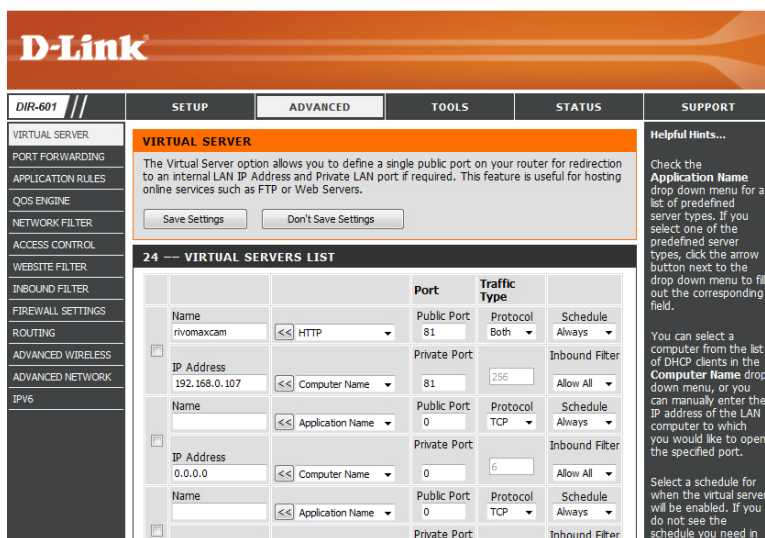 D-Link
DIR-601
SETUP
ADVANCED
TOOLS
STATUS
SUPPORT
VIRTUAL SERVER
PORT FORWARDING
APPLICATION RULES
QOS ENGINE
NETWORK FILTER
ACCESS CONTROL
WEBSITE FILTER
INBOUND FILTER
FIREWALL SETTINGS
ROUTING
ADVANCED WIRELESS
ADVANCED NETWORK
IPV6
VIRTUAL SERVER
The Virtual Server option allows you to define a single public port on your router for redirection
to an internal LAN IP Address and Private LAN port if required. This feature is useful for hosting
online services such as FTP or Web Servers.
Save Settings
Don't Save Settings
24 -- VIRTUAL SERVERS LIST
Port
Traffic
Type
Name
Public Port
Protocol
Schedule
rivomaxcam
<<
HTTP
81
Both
Always
IP Address
Private Port
Inbound Filter
192.168.0.107
<<
Computer Name
81
256
Allow All
Name
Public Port
Protocol
Schedule
<<
Application Name
0
TCP
Always
IP Address
Private Port
Inbound Filter
0.0.0.0
<<
Computer Name
0
6
Allow All
Name
Public Port
Protocol
Schedule
<<
Application Name
0
TCP
Always
Private Port
Inbound Filter
Helpful Hints...
Check the
Application Name
drop down menu for a
list of predefined
server types. If you
select one of the
predefined server
types, click the arrow
button next to the
drop down menu to fill
out the corresponding
field.
You can select a
computer from the list
of DHCP clients in the
Computer Name drop
down menu, or you
can manually enter the
IP address of the LAN
computer to which
you would like to open
the specified port.
Select a schedule for
when the virtual server
will be enabled. If you
do not see the
schedule you need in